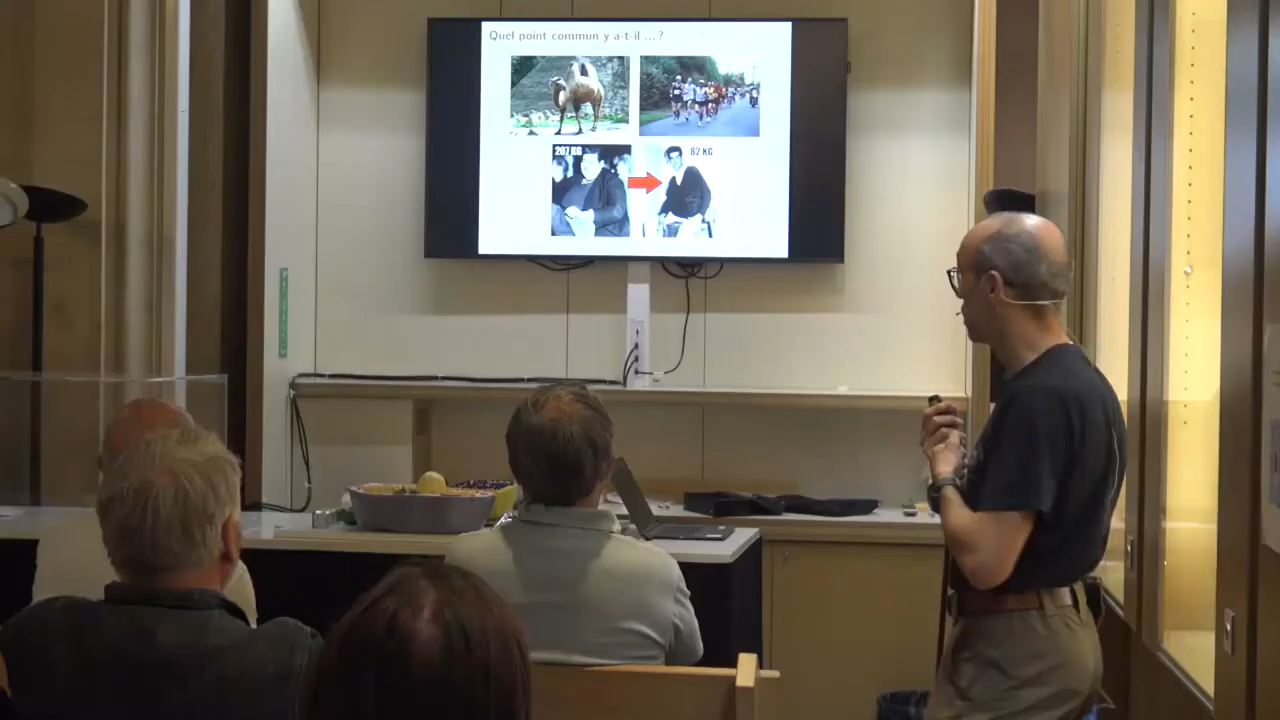 Quel point commun y a-t-il ... ?
207 KG
82 KG